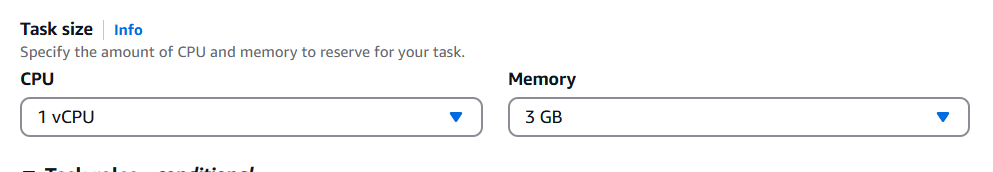 Task size Info
Specify the amount of CPU and memory to reserve for your task.
CPU Memory
1 vCPU 3 GB